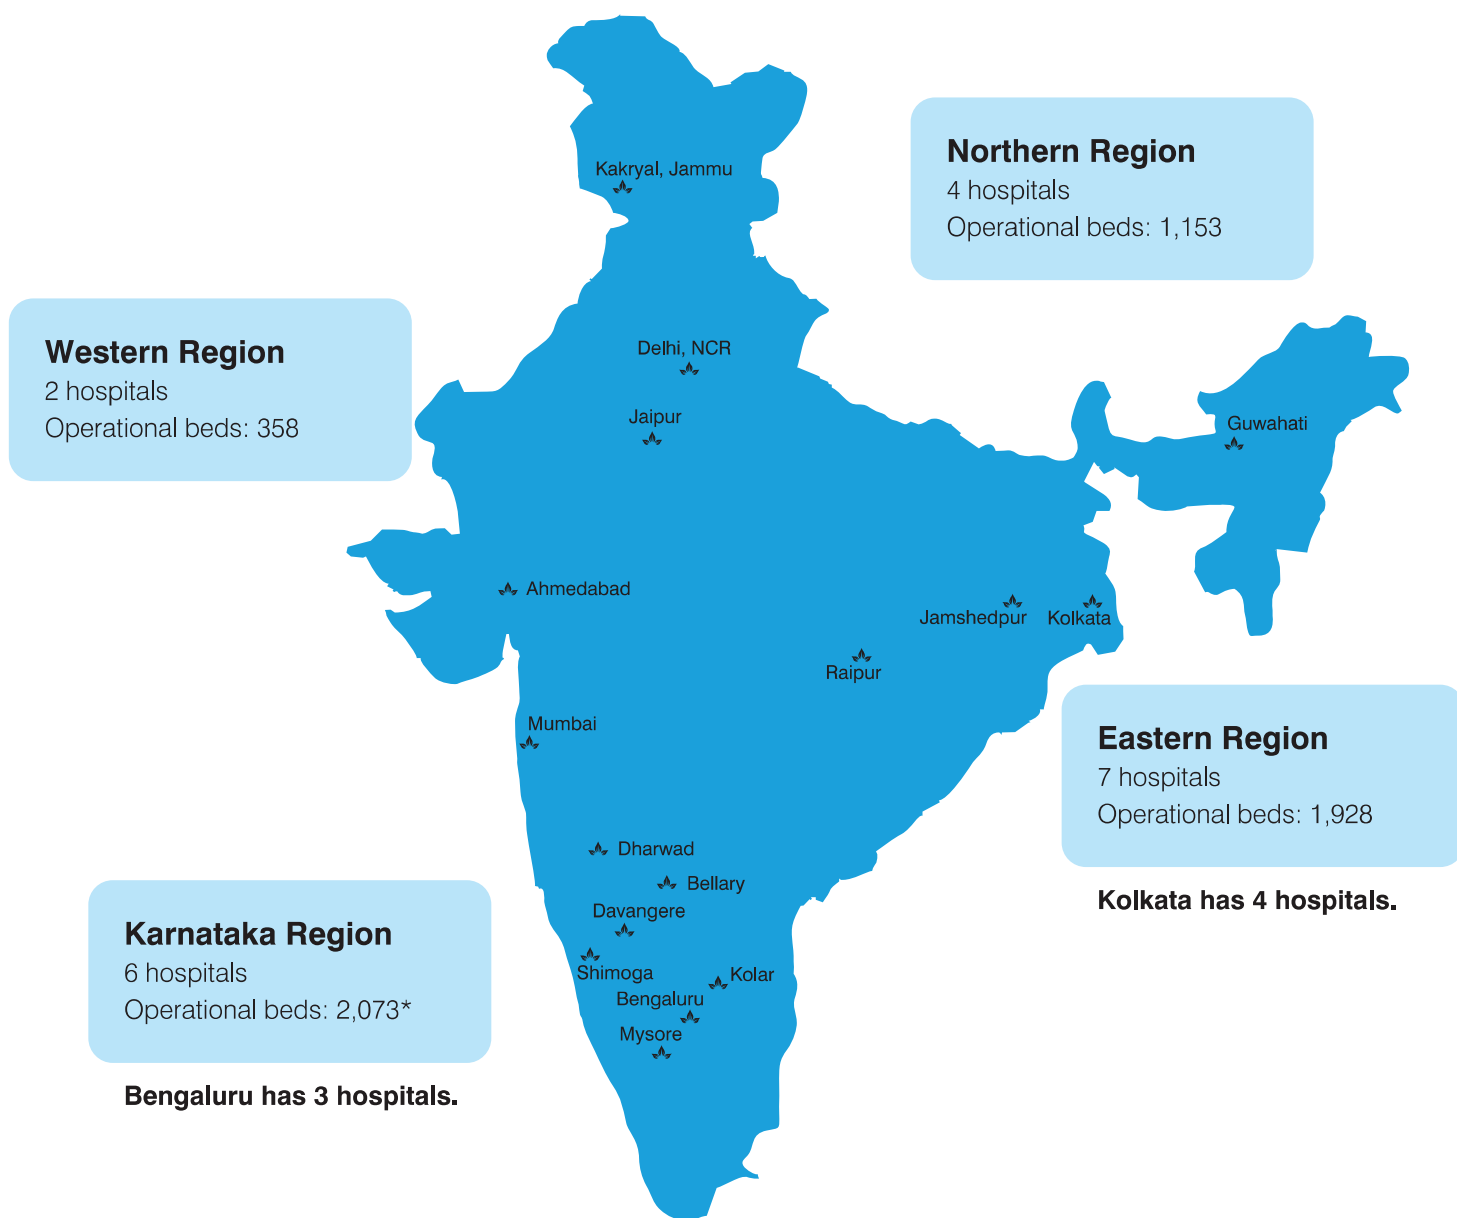 Northern Region
4 hospitals
Operational beds: 1,153
Western Region
2 hospitals
Operational beds: 358
Kakryal, Jammu
Delhi, NCR
Jaipur
Guwahati
Ahmedabad
Jamshedpur
Kolkata
Raipur
Mumbai
Eastern Region
7 hospitals
Operational beds: 1,928
Kolkata has 4 hospitals.
Dharwad
Bellary
Davangere
Shimoga
Kolar
Bengaluru
Mysore
Karnataka Region
6 hospitals
Operational beds: 2,073*
Bengaluru has 3 hospitals.